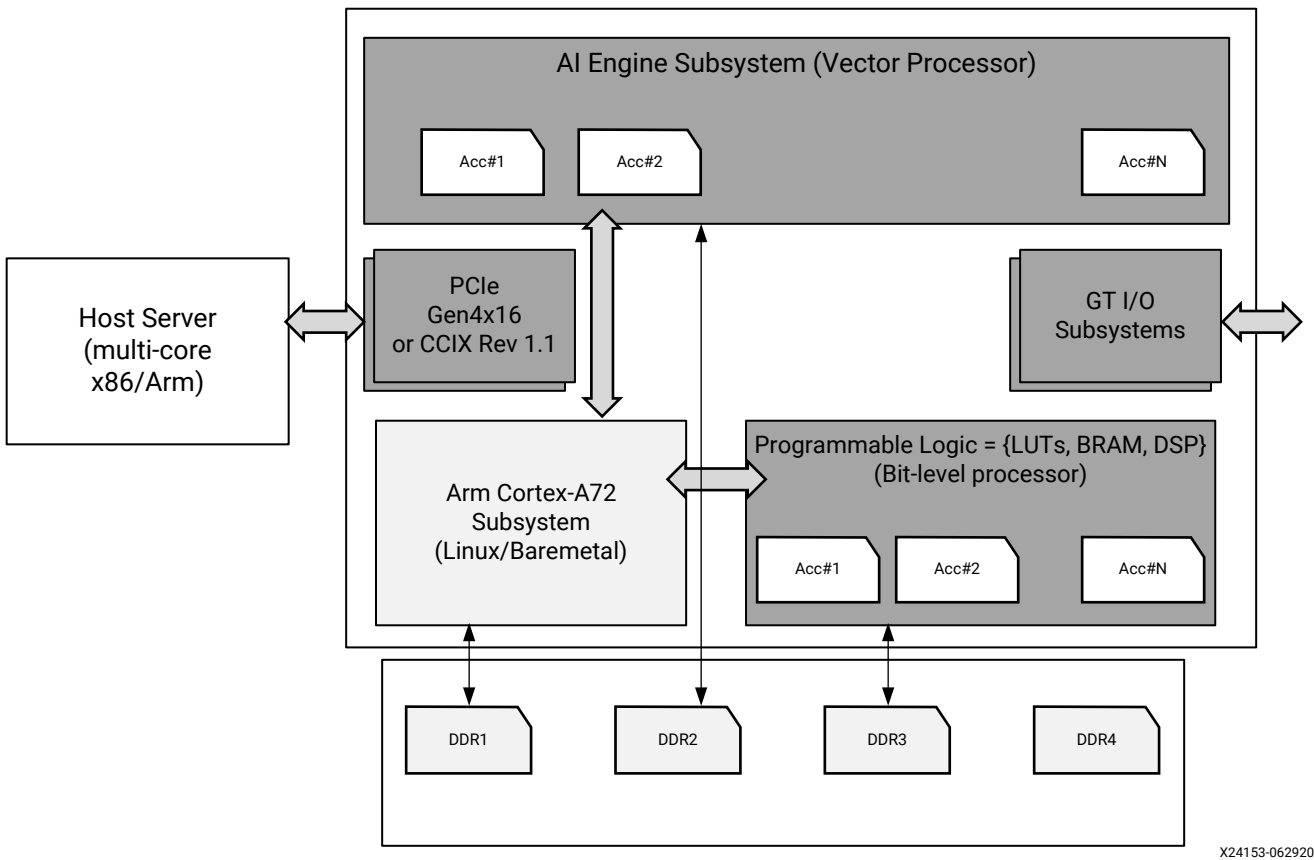 AI Engine Subsystem (Vector Processor)
Acc#1
Acc#2
Acc#N
Host Server
(multi-core
x86/Arm)
PCIe
Gen4x16
or CCIX Rev 1.1
GT I/O
Subsystems
Arm Cortex-A72
Subsystem
(Linux/Baremetal)
Programmable Logic = {LUTs, BRAM, DSP}
(Bit-level processor)
Acc#1
Acc#2
Acc#N
DDR1
DDR2
DDR3
DDR4
X24153-062920